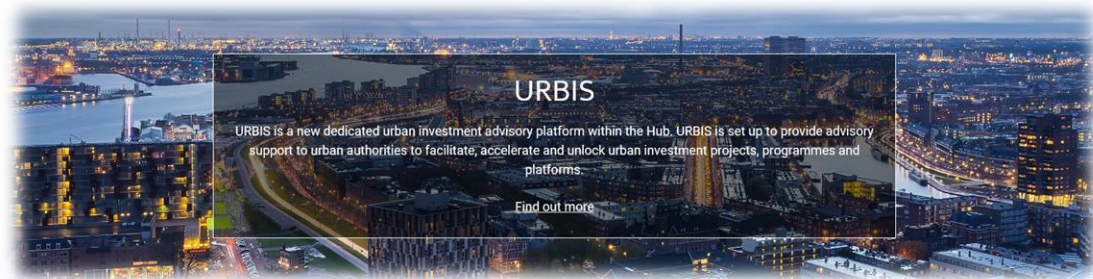 URBIS
URBIS is a new dedicated urban investment advisory platform within the Hub. URBIS is set up to provide advisory
support to urban authorities to facilitate, accelerate and unlock urban investment projects, programmes and
platforms.
Find out more